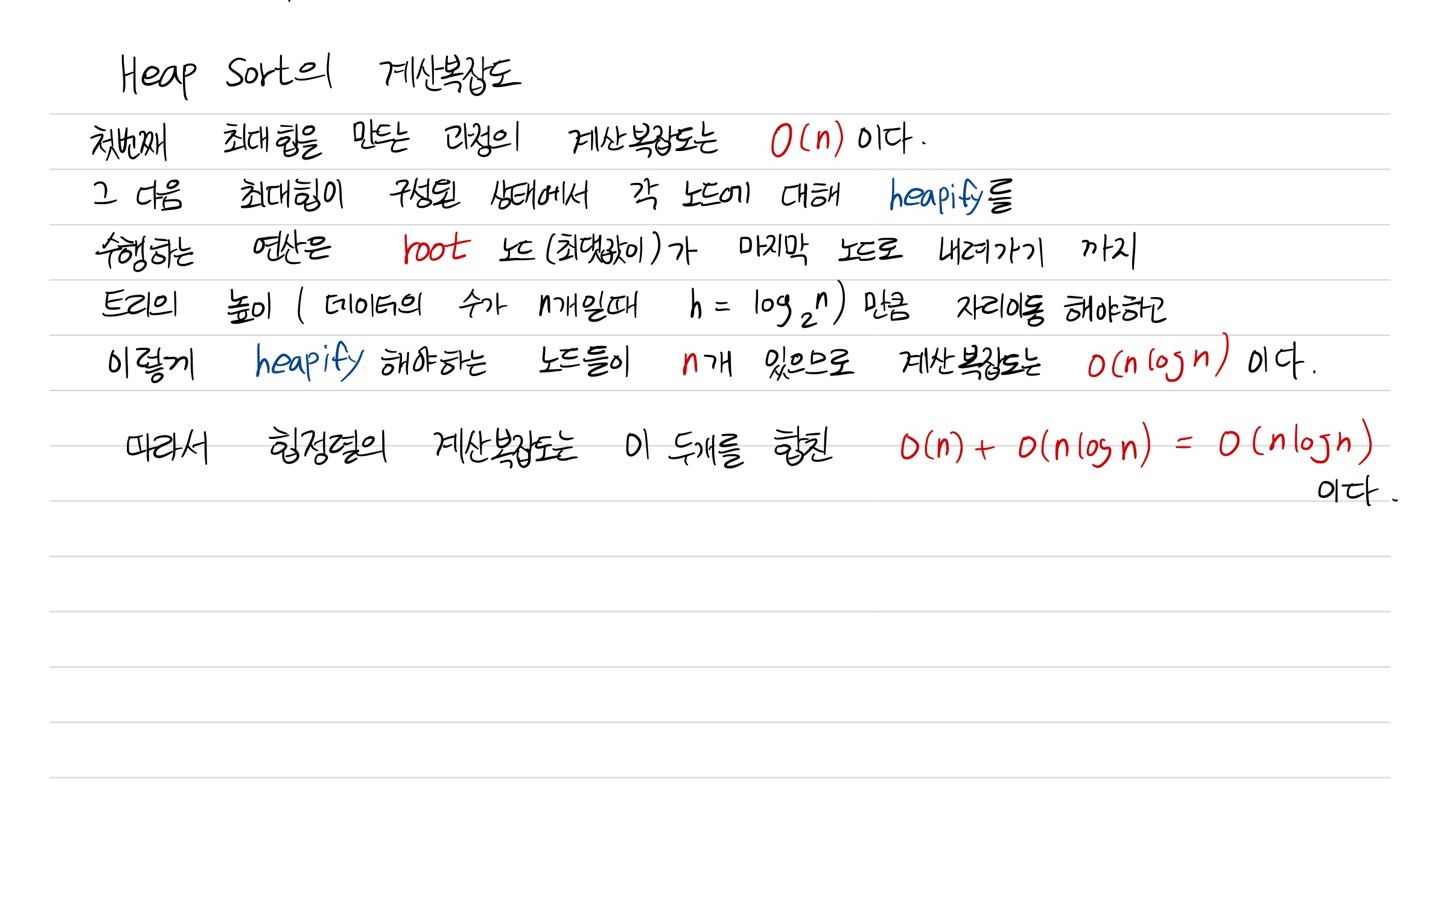 Heap Sort의 계산복잡도
첫번째 최대힙을 만드는 과정의 계산복잡도는 O(n) 이다.
그 다음 최대힙이 구성된 상태에서 각 노드에 대해 heapify를
수행하는 연산은 root 노드(최댓값이)가 마지막 노드로 내려가기 까지
트리의 높이 (데이터의 수가 n개일때 h = log₂n) 만큼 자리이동 해야하고
이렇게 heapify 해야하는 노드들이 n개 있으므로 계산복잡도는 O(n log n) 이다.
따라서 힙정렬의 계산복잡도는 이 두개를 합친 O(n) + O(n log n) = O(n log n)
이다.